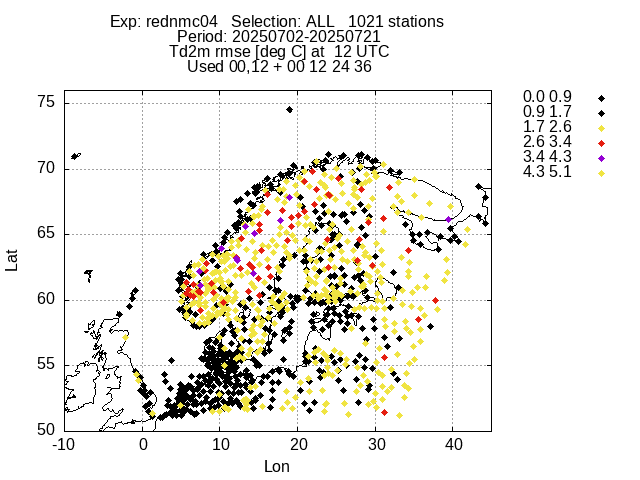 Exp: rednmc04   Selection: ALL   1021 stations
Period: 20250702-20250721
Td2m rmse [deg C] at  12 UTC
Used 00,12 + 00 12 24 36
0.0 0.9
0.9 1.7
1.7 2.6
2.6 3.4
3.4 4.3
4.3 5.1
75
70
65
60
55
50
Lat
-10 0 10 20 30 40
Lon